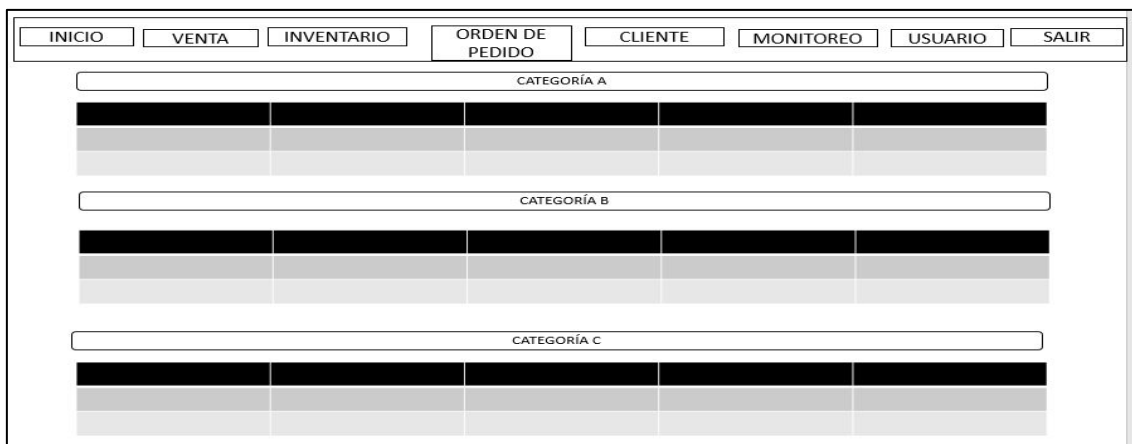 INICIO
VENTA
INVENTARIO
ORDEN DE
PEDIDO
CLIENTE
MONITOREO
USUARIO
SALIR
CATEGORÍA A
CATEGORÍA B
CATEGORÍA C